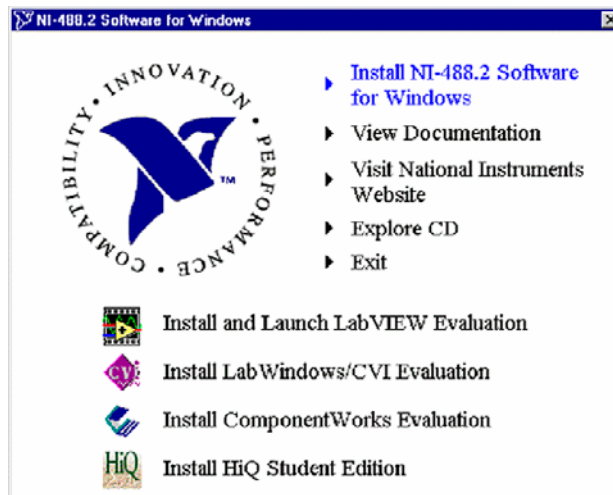 NI-488.2 Software for Windows
COMPATIBILITY • INNOVATION • PERFORMANCE •
TM
Install NI-488.2 Software
for Windows
View Documentation
Visit National Instruments
Website
Explore CD
Exit
Install and Launch LabVIEW Evaluation
CVI
Install LabWindows/CVI Evaluation
Install ComponentWorks Evaluation
HiQ
Install HiQ Student Edition